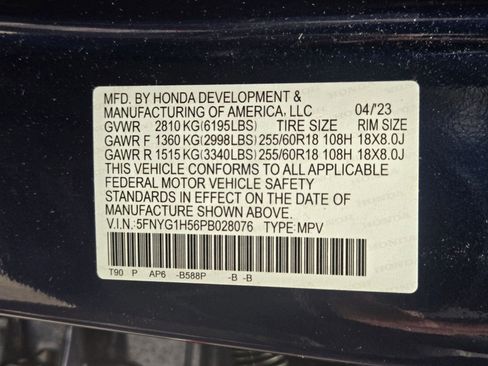 MFD. BY HONDA DEVELOPMENT &
MANUFACTURING OF AMERICA, LLC 04/'23
GVWR 2810 KG(6195LBS) TIRE SIZE RIM SIZE
GAWR F 1360 KG(2998LBS) 255/60R18 108H 18X8.0J
GAWR R 1515 KG(3340LBS) 255/60R18 108H 18X8.0J
THIS VEHICLE CONFORMS TO ALL APPLICABLE
FEDERAL MOTOR VEHICLE SAFETY
STANDARDS IN EFFECT ON THE DATE OF
MANUFACTURE SHOWN ABOVE.
V.I.N.:5FNYG1H56PB028076 TYPE:MPV
T90 P AP6 -B588P -B -B